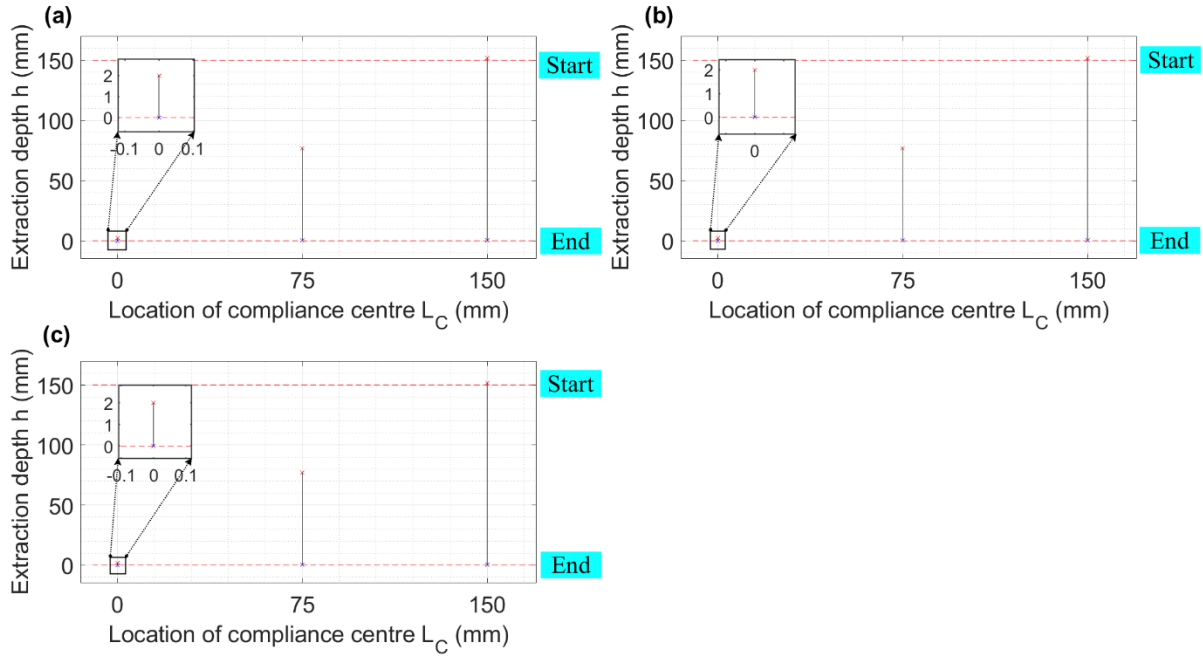 (a)
Extraction depth h (mm)
150
100
50
0
2
1
0
-0.1 0 0.1
0 75 150
Location of compliance centre L_C (mm)
Start
End
(b)
Extraction depth h (mm)
150
100
50
0
2
1
0
0
0 75 150
Location of compliance centre L_C (mm)
Start
End
(c)
Extraction depth h (mm)
150
100
50
0
2
1
0
-0.1 0 0.1
0 75 150
Location of compliance centre L_C (mm)
Start
End